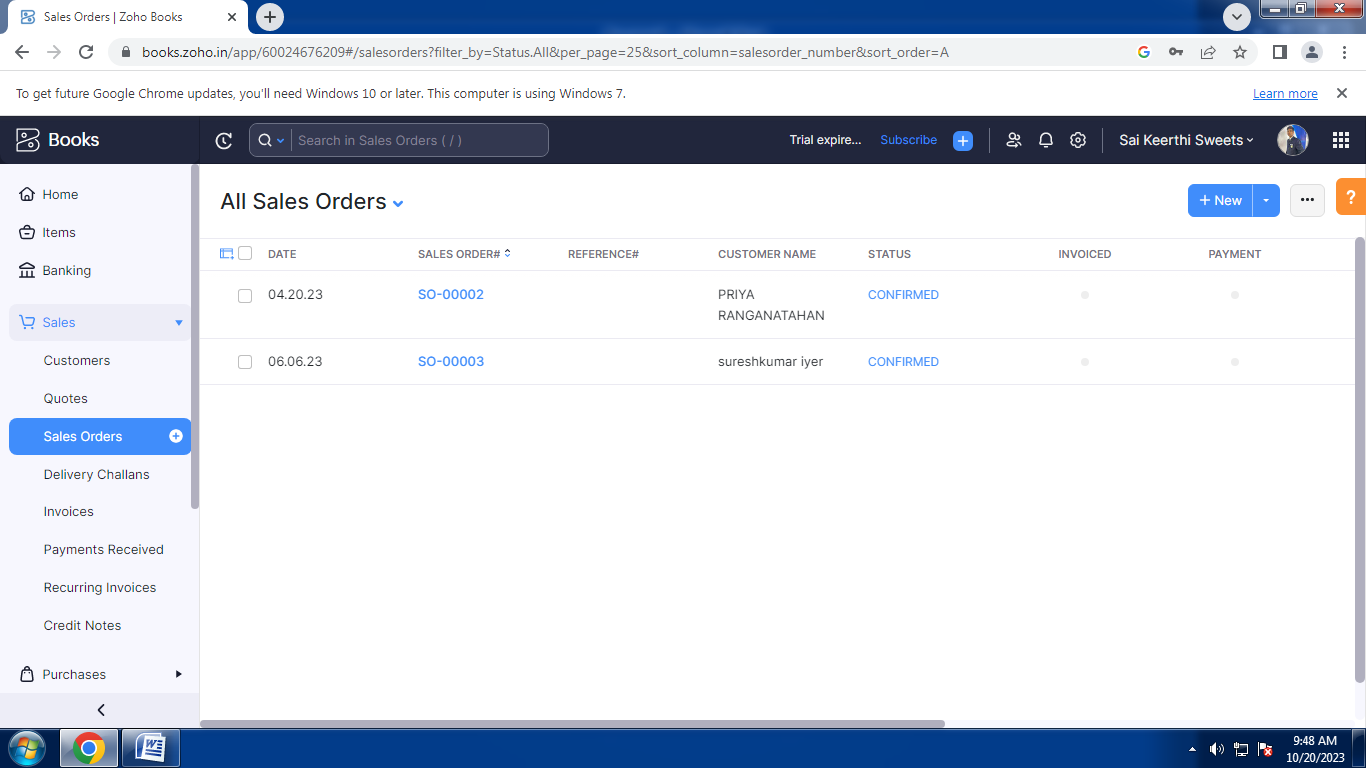 Sales Orders | Zoho Books
books.zoho.in/app/60024676209#/salesorders?filter_by=Status.All&per_page=25&sort_column=salesorder_number&sort_order=A
To get future Google Chrome updates, you'll need Windows 10 or later. This computer is using Windows 7.
Learn more
Books
Search in Sales Orders ( / )
Trial expire...
Subscribe
Sai Keerthi Sweets
Home
Items
Banking
Sales
Customers
Quotes
Sales Orders
Delivery Challans
Invoices
Payments Received
Recurring Invoices
Credit Notes
Purchases
All Sales Orders
+ New
?
DATE SALES ORDER# REFERENCE# CUSTOMER NAME STATUS INVOICED PAYMENT
04.20.23 SO-00002 PRIYA CONFIRMED
RANGANATAHAN
06.06.23 SO-00003 sureshkumar iyer CONFIRMED
9:48 AM
10/20/2023